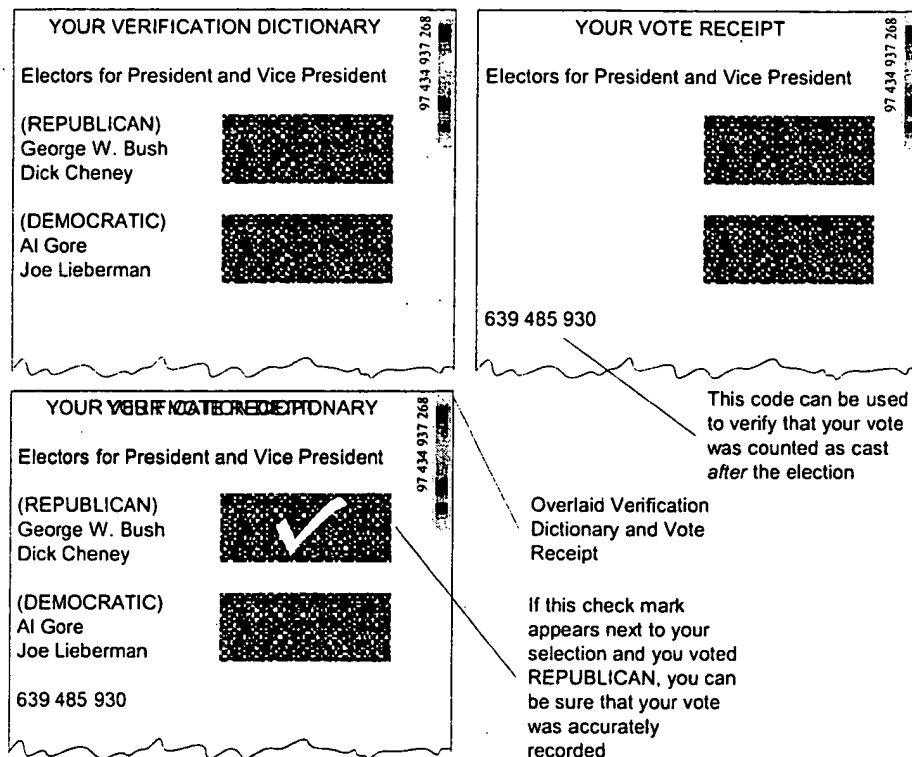 YOUR VERIFICATION DICTIONARY
97 434 937 268
Electors for President and Vice President
(REPUBLICAN)
George W. Bush
Dick Cheney
(DEMOCRATIC)
Al Gore
Joe Lieberman
YOUR VOTE RECEIPT
97 434 937 268
Electors for President and Vice President
639 485 930
This code can be used
to verify that your vote
was counted as cast
after the election
YOUR
97 434 937 268
Electors for President and Vice President
(REPUBLICAN)
George W. Bush
Dick Cheney
(DEMOCRATIC)
Al Gore
Joe Lieberman
639 485 930
Overlaid Verification
Dictionary and Vote
Receipt
If this check mark
appears next to your
selection and you voted
REPUBLICAN, you can
be sure that your vote
was accurately
recorded